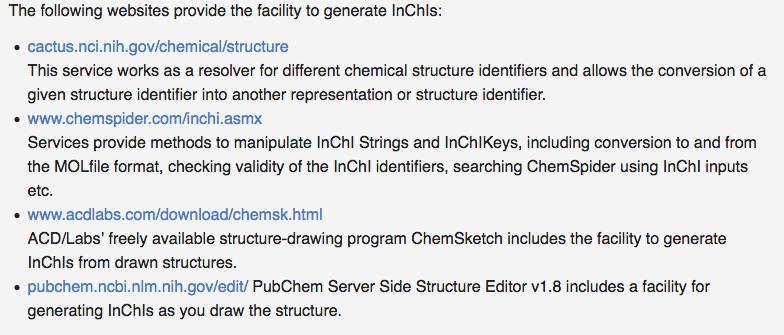 The following websites provide the facility to generate InChIs:
• cactus.nci.nih.gov/chemical/structure
This service works as a resolver for different chemical structure identifiers and allows the conversion of a
given structure identifier into another representation or structure identifier.
• www.chemspider.com/inchi.asmx
Services provide methods to manipulate InChI Strings and InChIKeys, including conversion to and from
the MOLfile format, checking validity of the InChI identifiers, searching ChemSpider using InChI inputs
etc.
• www.acdlabs.com/download/chemsk.html
ACD/Labs’ freely available structure-drawing program ChemSketch includes the facility to generate
InChIs from drawn structures.
• pubchem.ncbi.nlm.nih.gov/edit/ PubChem Server Side Structure Editor v1.8 includes a facility for
generating InChIs as you draw the structure.